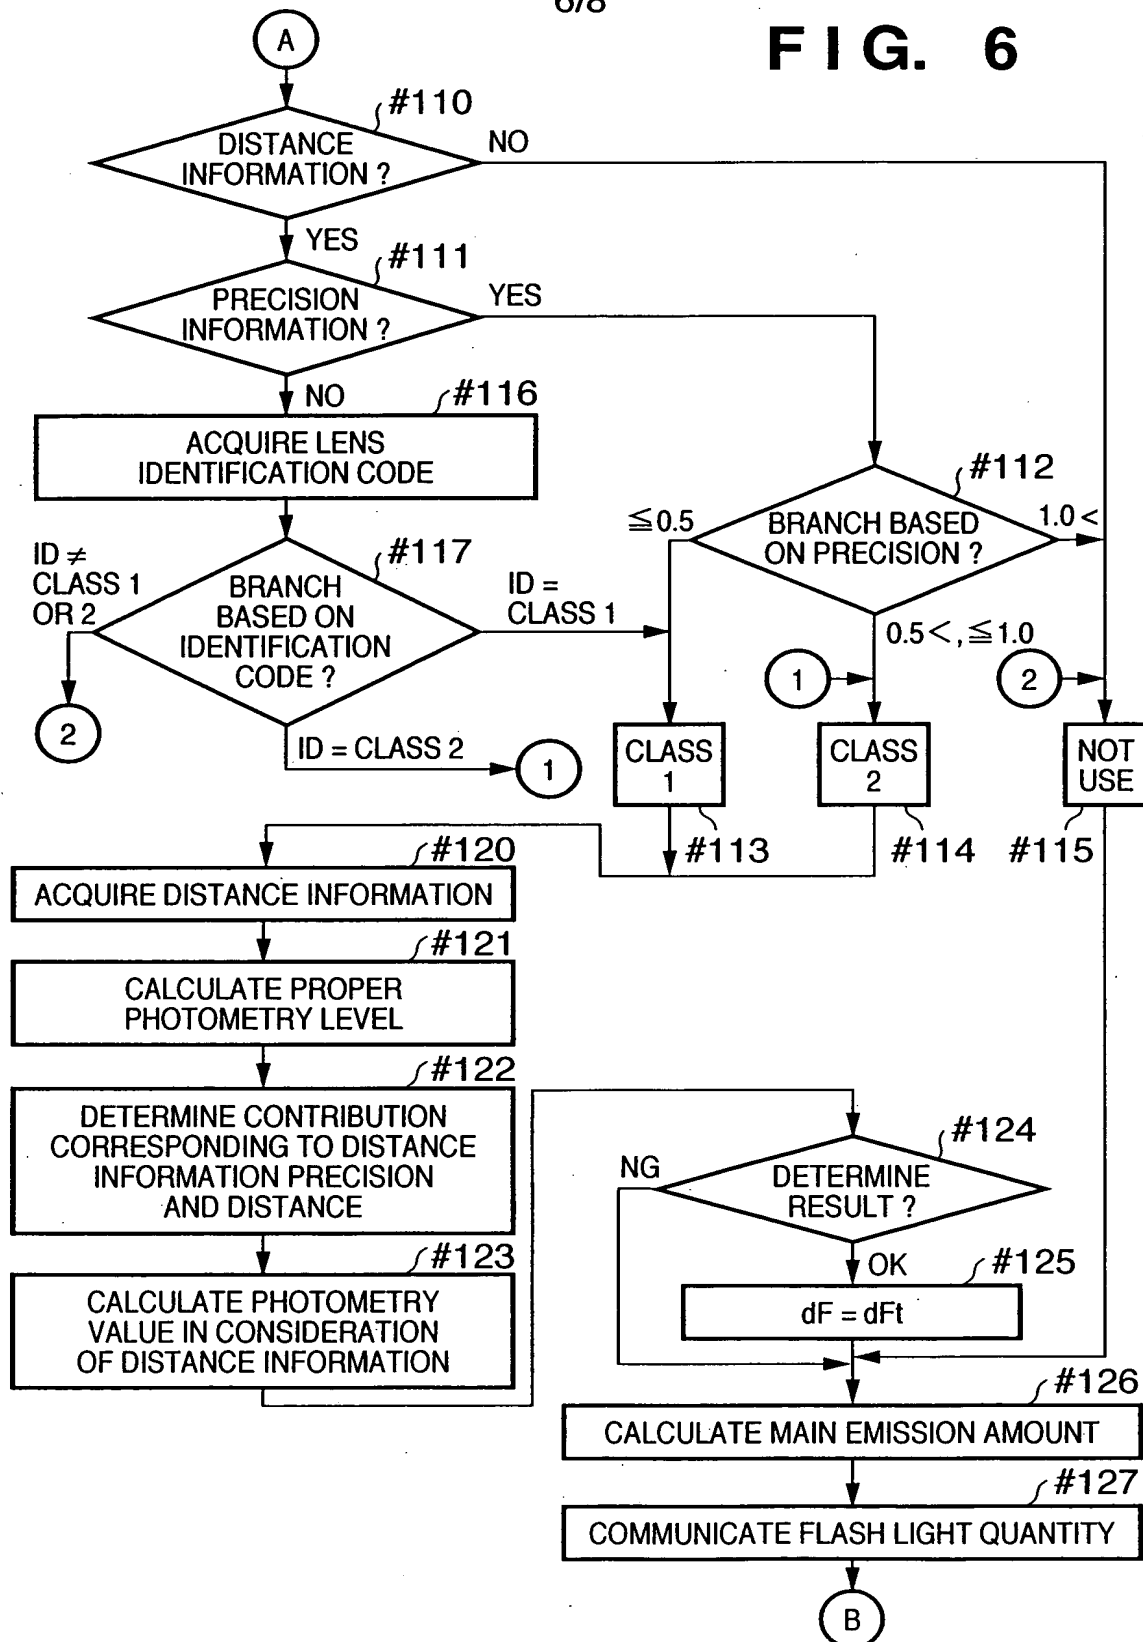 6/8
FIG. 6
A
#110
DISTANCE
INFORMATION ?
NO
YES
#111
PRECISION
INFORMATION ?
YES
NO
#116
ACQUIRE LENS
IDENTIFICATION CODE
#112
BRANCH BASED
ON PRECISION ?
≦0.5
1.0 <
0.5<, ≦1.0
#117
BRANCH
BASED ON
IDENTIFICATION
CODE ?
ID ≠
CLASS 1
OR 2
ID =
CLASS 1
2
ID = CLASS 2
1
1
2
CLASS
1
CLASS
2
NOT
USE
#113
#114
#115
#120
ACQUIRE DISTANCE INFORMATION
#121
CALCULATE PROPER
PHOTOMETRY LEVEL
#122
DETERMINE CONTRIBUTION
CORRESPONDING TO DISTANCE
INFORMATION PRECISION
AND DISTANCE
#123
CALCULATE PHOTOMETRY
VALUE IN CONSIDERATION
OF DISTANCE INFORMATION
#124
DETERMINE
RESULT ?
NG
OK
#125
dF = dFt
#126
CALCULATE MAIN EMISSION AMOUNT
#127
COMMUNICATE FLASH LIGHT QUANTITY
B